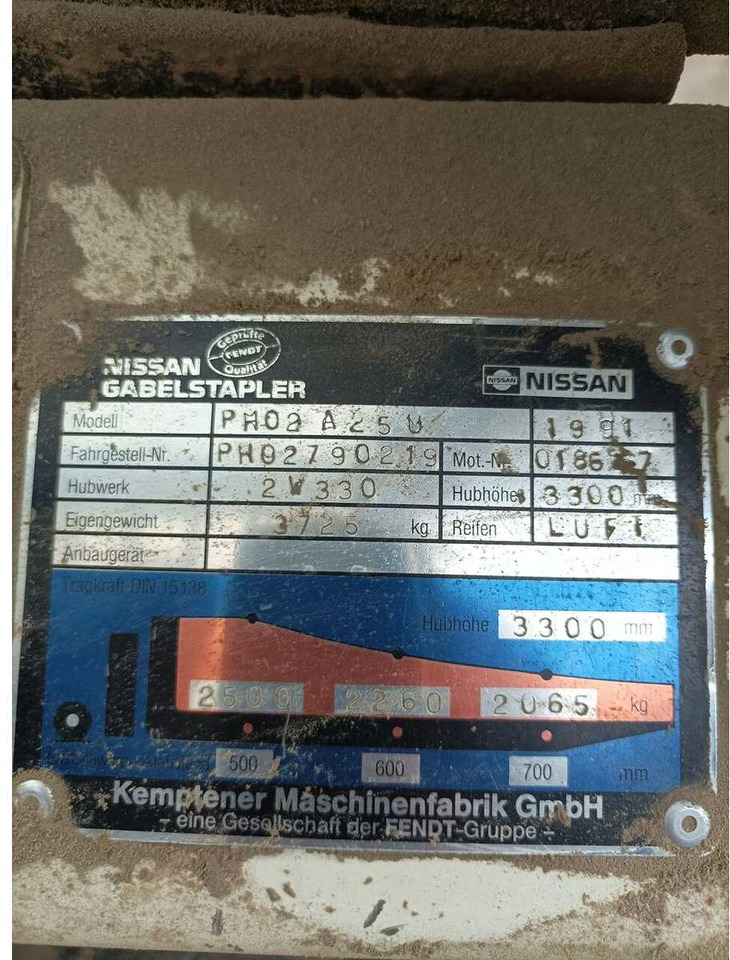 Geprüfte
FENDT
Qualität
NISSAN
GABELSTAPLER
NISSAN
NISSAN
Modell PH02A25U 1991
Fahrgestell-Nr. PH02790219 Mot.-Nr.
Hubwerk 2W330 Hubhöhe 3300 mm
Eigengewicht 3725 kg Reifen LUFT
Anbaugerät
Tragkraft DIN 15138
Hubhöhe 3300 mm
2500 2260 2065 kg
500 600 700 mm
Kemptener Maschinenfabrik GmbH
– eine Gesellschaft der FENDT-Gruppe –